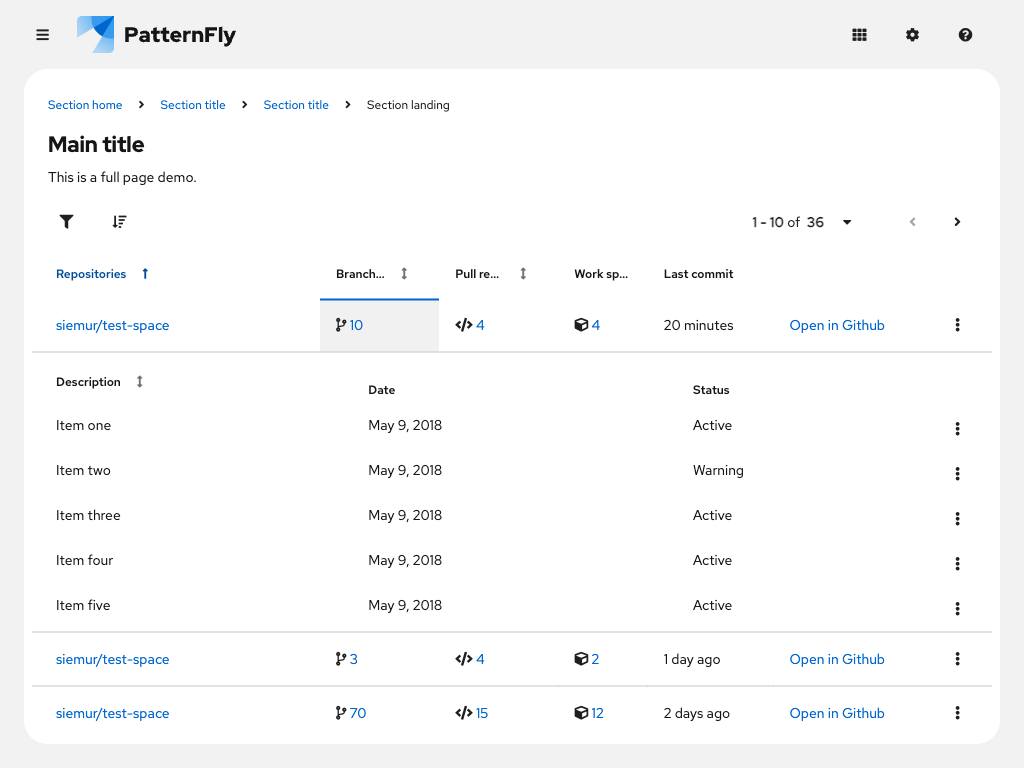 PatternFly
Section home Section title Section title Section landing
Main title
This is a full page demo.
1 - 10 of 36
Repositories Branch... Pull re... Work sp... Last commit
siemur/test-space 10 4 4 20 minutes Open in Github
Description Date Status
Item one May 9, 2018 Active
Item two May 9, 2018 Warning
Item three May 9, 2018 Active
Item four May 9, 2018 Active
Item five May 9, 2018 Active
siemur/test-space 3 4 2 1 day ago Open in Github
siemur/test-space 70 15 12 2 days ago Open in Github